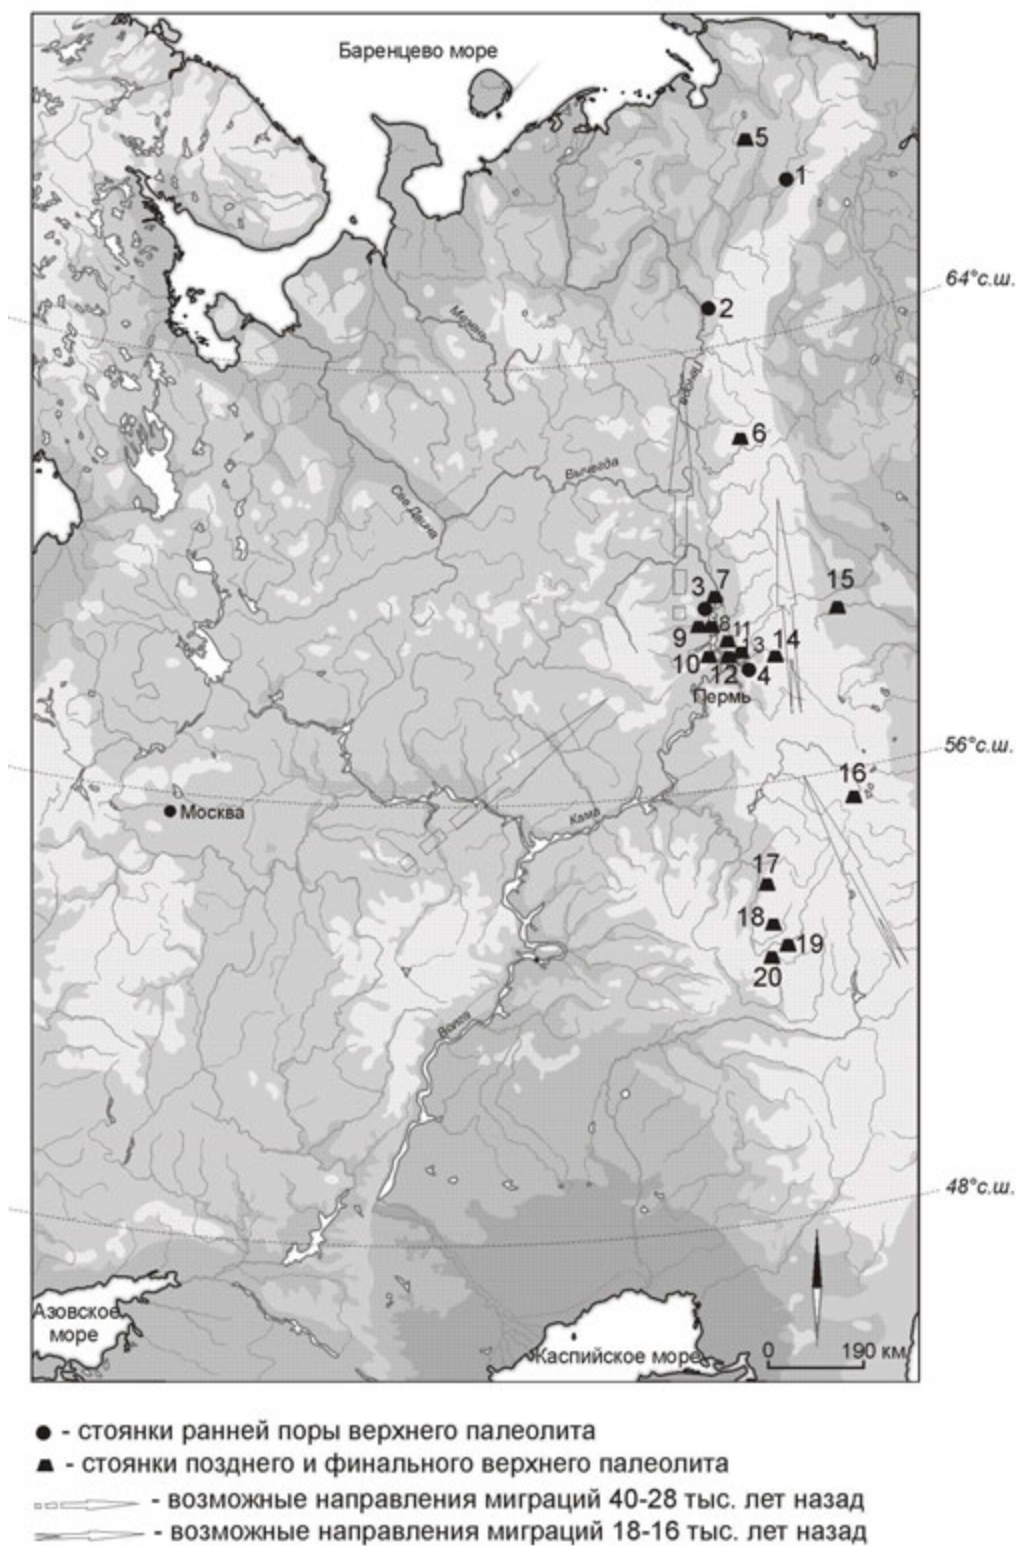 Баренцево море
5
1
64°с.ш.
2
Мезень
Печора
6
Вычегда
Сев.Двина
3 7
15
9 8 11
13 14
10 12 4
Пермь
56°с.ш.
16
Москва
Кама
17
18
19
20
Волга
48°с.ш.
Азовское
море
Каспийское море
0 190 км
- стоянки ранней поры верхнего палеолита
- стоянки позднего и финального верхнего палеолита
- возможные направления миграций 40-28 тыс. лет назад
- возможные направления миграций 18-16 тыс. лет назад